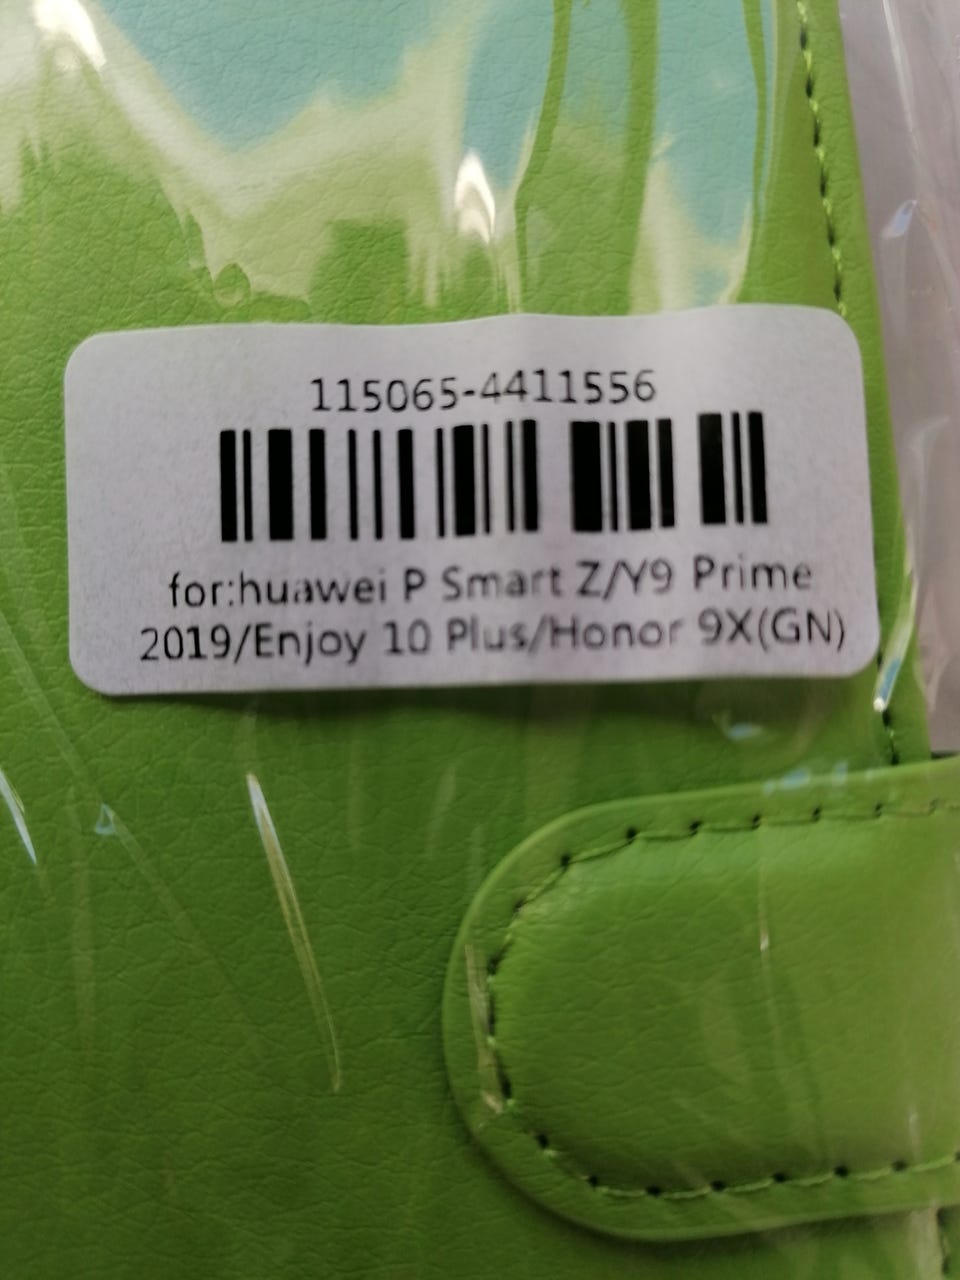 115065-4411556
for:huawei P Smart Z/Y9 Prime
2019/Enjoy 10 Plus/Honor 9X(GN)